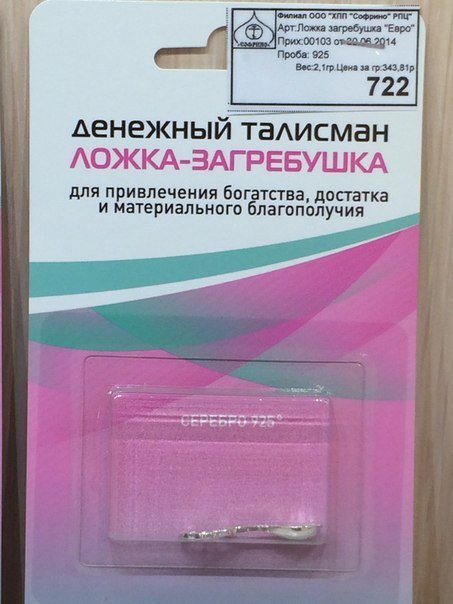 Филиал ООО "ХПП "Софрино" РПЦ"
Арт:Ложка загребушка "Евро"
Прих:00103 от 20.06.2014
Проба: 925
Вес:2,1гр.Цена за гр:343,81р
722
СОФРИНО
ДЕНЕЖНЫЙ ТАЛИСМАН
ЛОЖКА-ЗАГРЕБУШКА
для привлечения богатства, достатка
и материального благополучия
СЕРЕБРО 925°